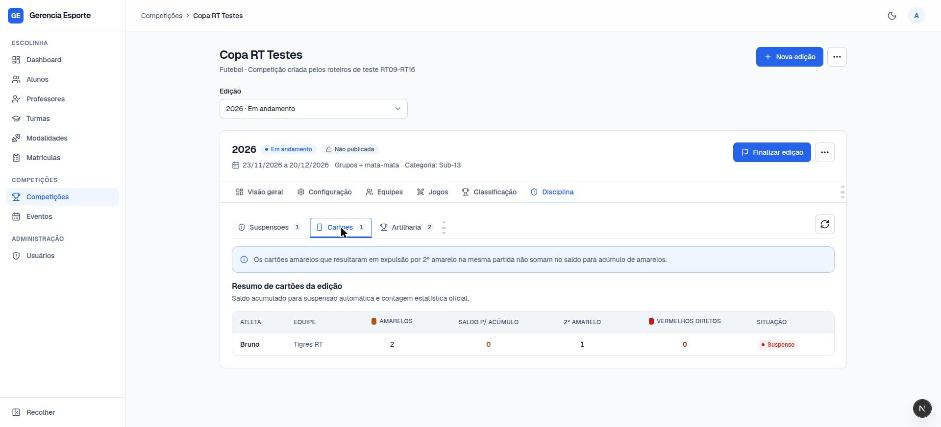 GE Gerencia Esporte
Competições > Copa RT Testes
A
ESCOLINHA
Dashboard
Alunos
Professores
Turmas
Modalidades
Matrículas
COMPETIÇÕES
Competições
Eventos
ADMINISTRAÇÃO
Usuários
Recolher
Copa RT Testes
Futebol · Competição criada pelos roteiros de teste RT09-RT16
+ Nova edição
Edição
2026 · Em andamento
2026 Em andamento Não publicada
23/11/2026 a 20/12/2026 · Grupos + mata-mata · Categoria: Sub-13
Finalizar edição
Visão geral Configuração Equipes Jogos Classificação Disciplina
Suspensões 1 Cartões 1 Artilharia 2
Os cartões amarelos que resultaram em expulsão por 2º amarelo na mesma partida não somam no saldo para acúmulo de amarelos.
Resumo de cartões da edição
Saldo acumulado para suspensão automática e contagem estatística oficial.
ATLETA EQUIPE AMARELOS SALDO P/ ACÚMULO 2º AMARELO VERMELHOS DIRETOS SITUAÇÃO
Bruno Tigres RT 2 0 1 0 Suspenso
N